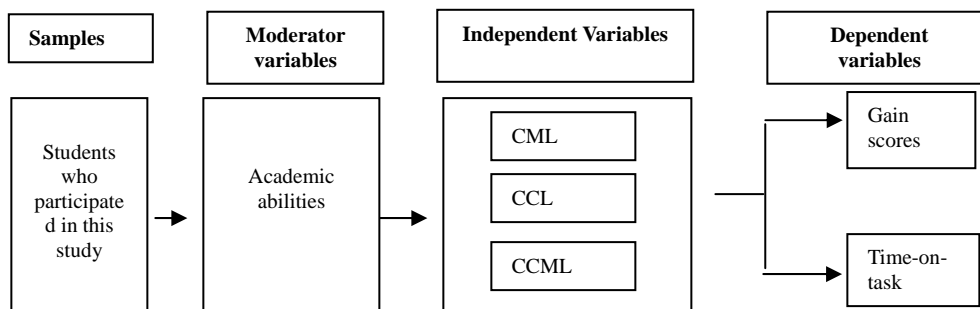 Samples
Moderator
variables
Independent Variables
Dependent
variables
Students
who
participate
d in this
study
Academic
abilities
CML
CCL
CCML
Gain
scores
Time-on-
task